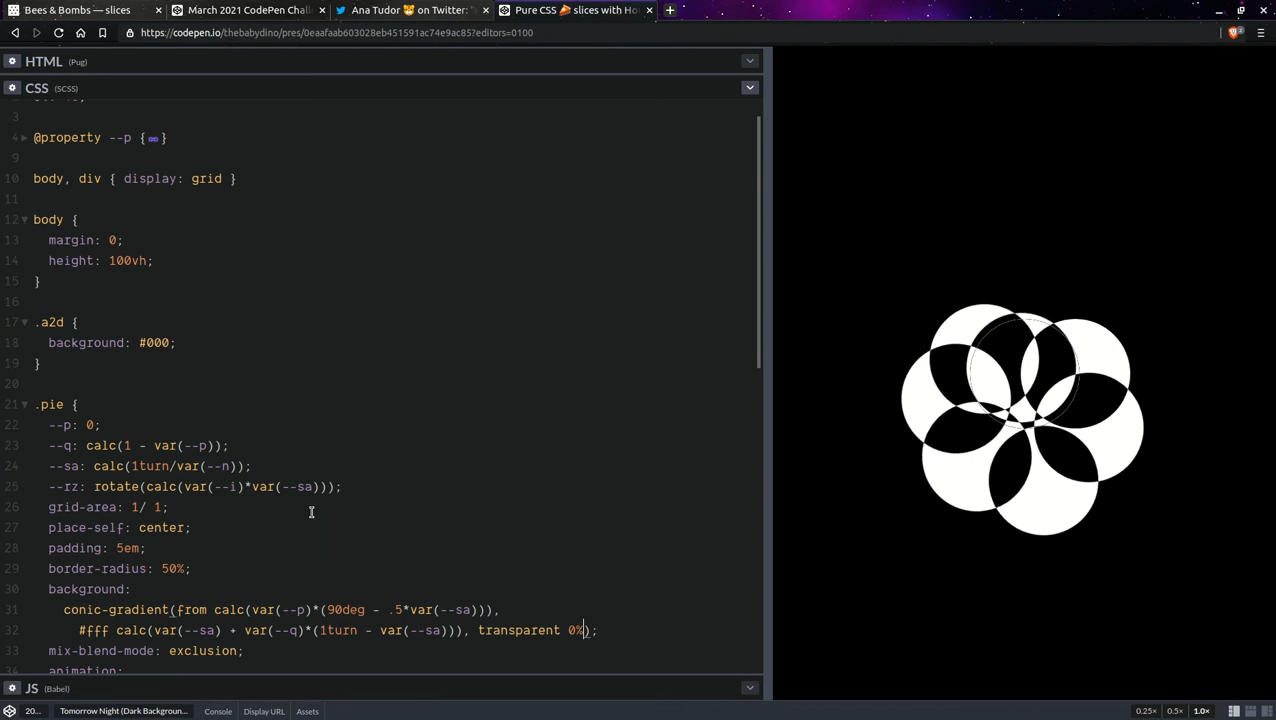 Bees & Bombs — slices
March 2021 CodePen Chall
Ana Tudor 🐯 on Twitter: "
Pure CSS 🍕 slices with Ho
https://codepen.io/thebabydino/pres/0eaafaab603028eb451591ac74e9ac85?editors=0100
2
HTML (Pug)
CSS (SCSS)
3
4 @property --p {↔}
9
10 body, div { display: grid }
11
12 body {
13 margin: 0;
14 height: 100vh;
15 }
16
17 .a2d {
18 background: #000;
19 }
20
21 .pie {
22 --p: 0;
23 --q: calc(1 - var(--p));
24 --sa: calc(1turn/var(--n));
25 --rz: rotate(calc(var(--i)*var(--sa)));
26 grid-area: 1/ 1;
27 place-self: center;
28 padding: 5em;
29 border-radius: 50%;
30 background:
31 conic-gradient(from calc(var(--p)*(90deg - .5*var(--sa))),
32 #fff calc(var(--sa) + var(--q)*(1turn - var(--sa))), transparent 0%);
33 mix-blend-mode: exclusion;
34 animation:
JS (Babel)
20...
Tomorrow Night (Dark Backgroun...
Console
Display URL
Assets
0.25×
0.5×
1.0×